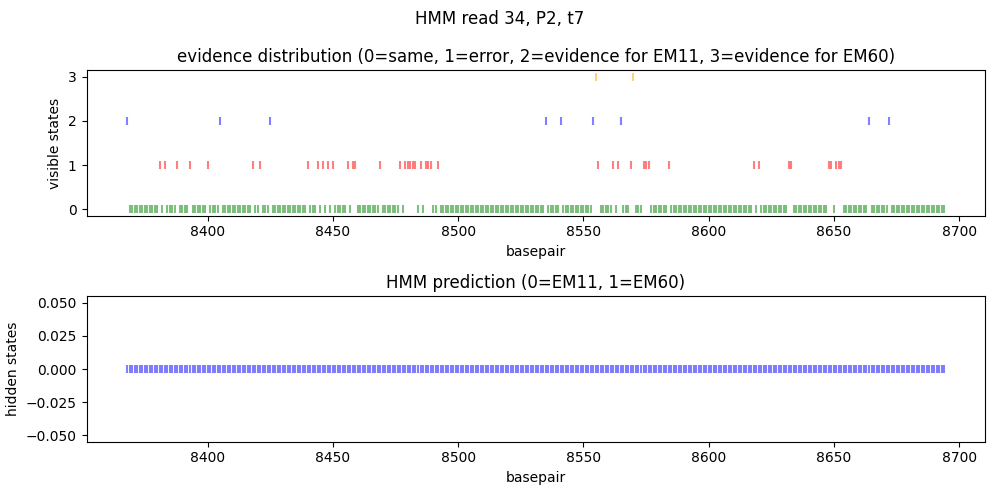 HMM read 34, P2, t7
evidence distribution (0=same, 1=error, 2=evidence for EM11, 3=evidence for EM60)
visible states
3
2
1
0
8400 8450 8500 8550 8600 8650 8700
basepair
HMM prediction (0=EM11, 1=EM60)
hidden states
0.050
0.025
0.000
−0.025
−0.050
8400 8450 8500 8550 8600 8650 8700
basepair